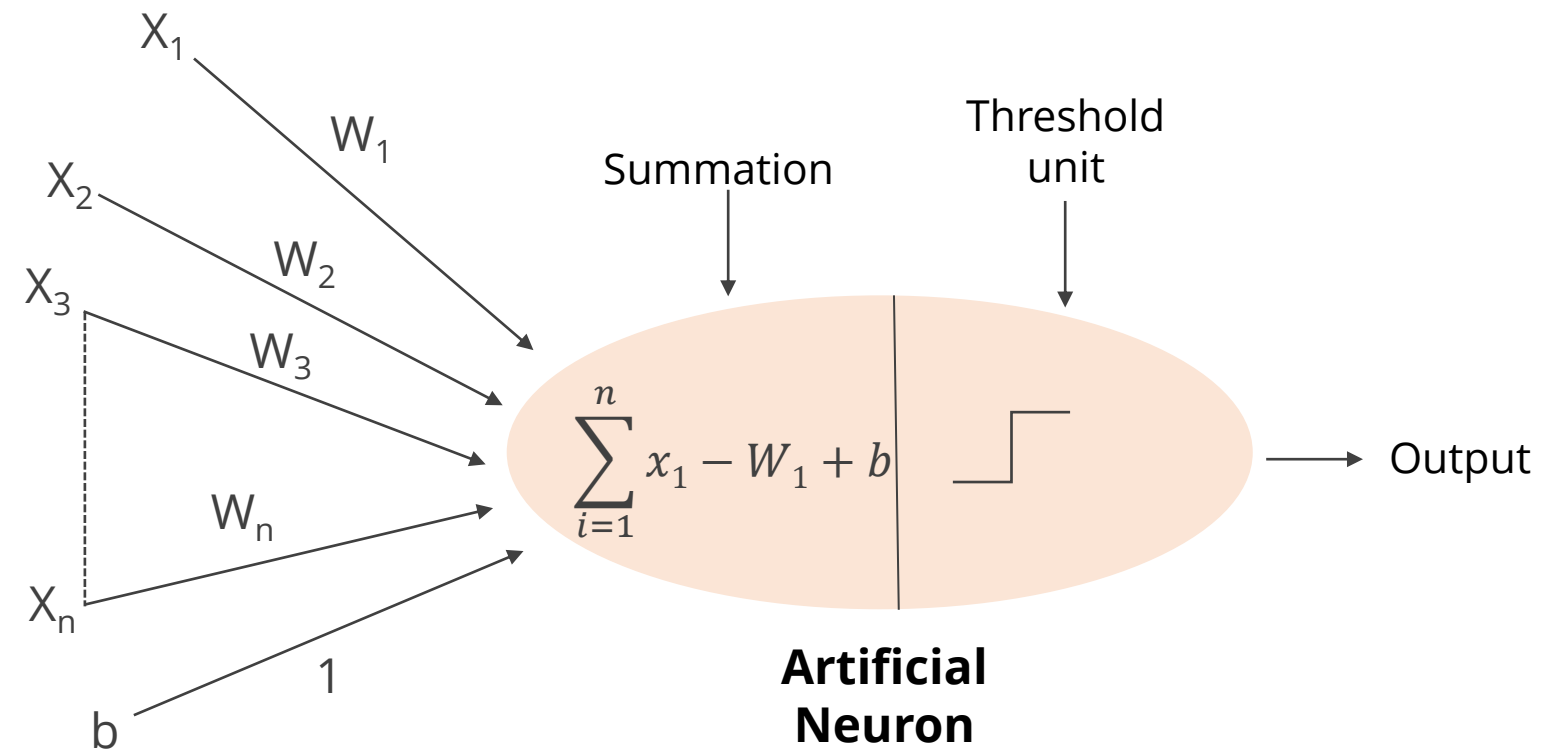 X₁
W₁
Threshold
unit
Summation
X₂
W₂
X₃
W₃
n
∑ x₁ − W₁ + b
i=1
Output
Wₙ
Xₙ
1
b
Artificial
Neuron